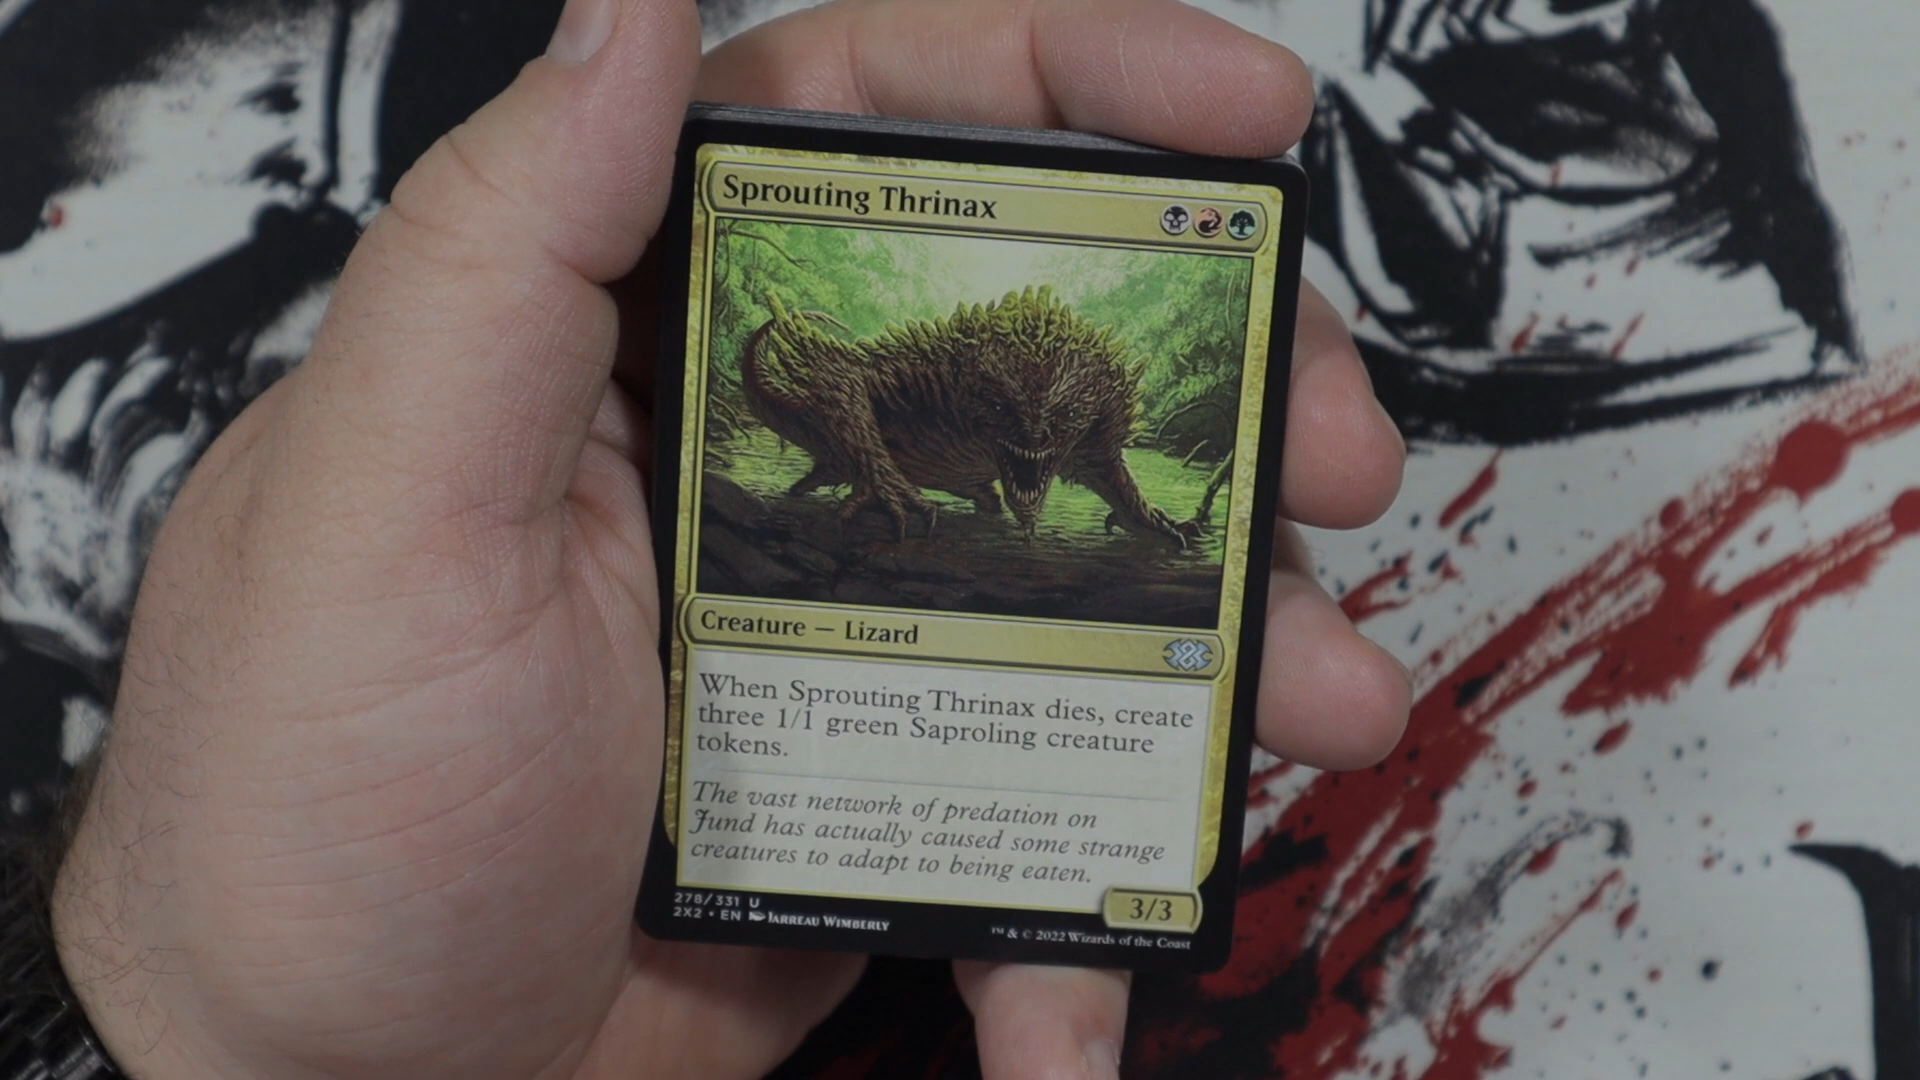 Sprouting Thrinax
Creature — Lizard
When Sprouting Thrinax dies, create
three 1/1 green Saproling creature
tokens.
The vast network of predation on
Jund has actually caused some strange
creatures to adapt to being eaten.
3/3
278/331 U
2X2 • EN Jarreau Wimberly
™ & © 2022 Wizards of the Coast